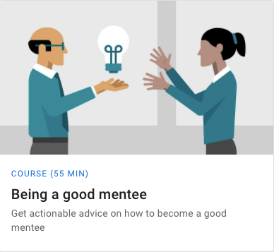 COURSE (55 MIN)
Being a good mentee
Get actionable advice on how to become a good
mentee